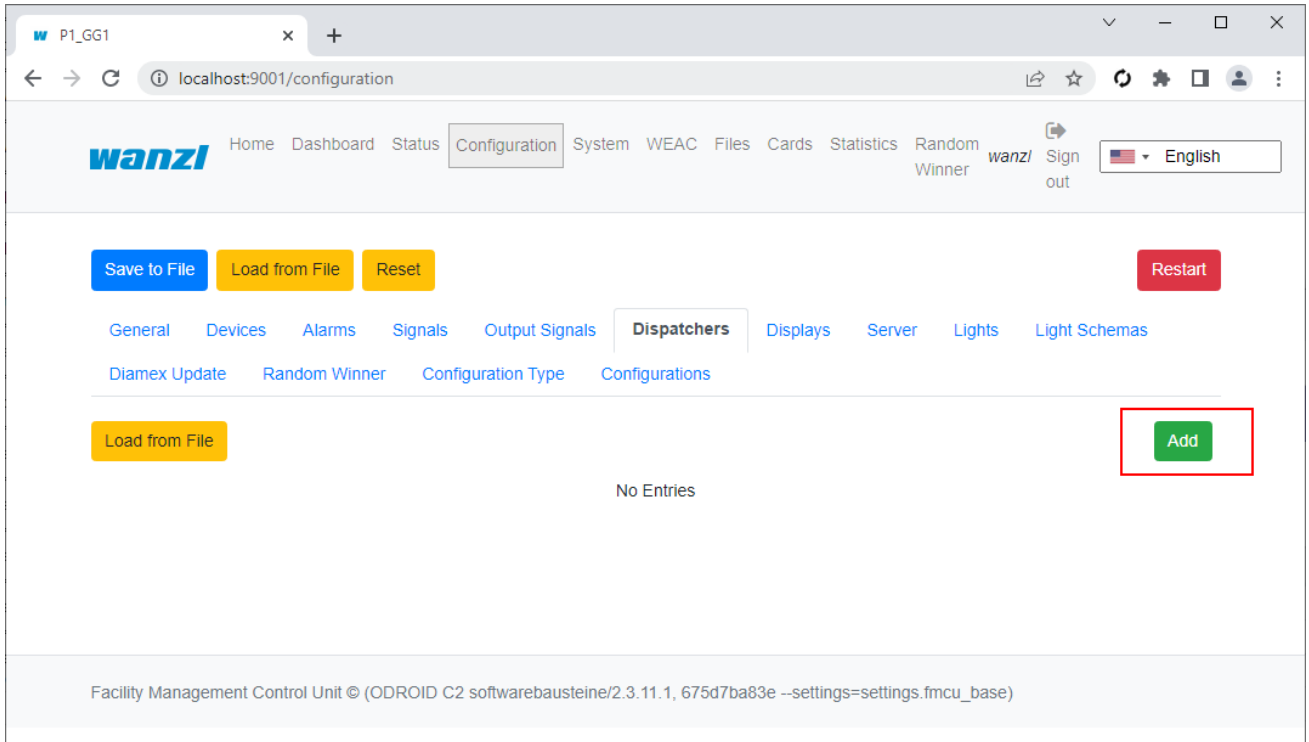 w P1_GG1
localhost:9001/configuration
wanzl Home Dashboard Status Configuration System WEAC Files Cards Statistics Random Winner wanzl Sign out English
Save to File Load from File Reset Restart
General Devices Alarms Signals Output Signals Dispatchers Displays Server Lights Light Schemas
Diamex Update Random Winner Configuration Type Configurations
Load from File Add
No Entries
Facility Management Control Unit © (ODROID C2 softwarebausteine/2.3.11.1, 675d7ba83e --settings=settings.fmcu_base)